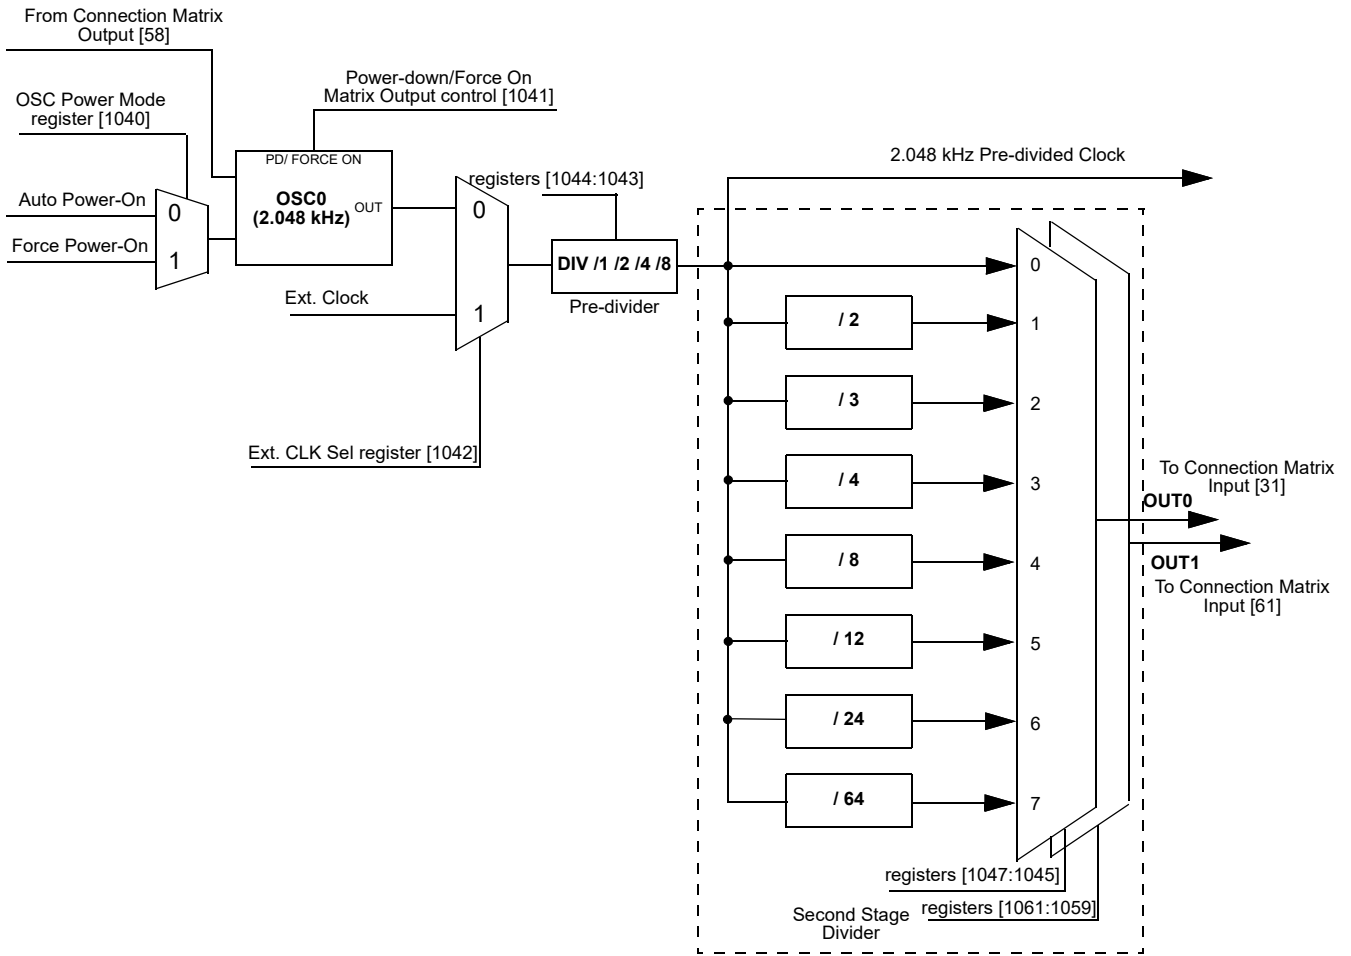 From Connection Matrix
Output [58]
Power-down/Force On
Matrix Output control [1041]
OSC Power Mode
register [1040]
PD/ FORCE ON
OSC0
(2.048 kHz)
OUT
Auto Power-On
0
Force Power-On
1
registers [1044:1043]
2.048 kHz Pre-divided Clock
0
DIV /1 /2 /4 /8
Pre-divider
Ext. Clock
1
Ext. CLK Sel register [1042]
0
/ 2
1
/ 3
2
/ 4
3
/ 8
4
/ 12
5
/ 24
6
/ 64
7
To Connection Matrix
Input [31]
OUT0
OUT1
To Connection Matrix
Input [61]
registers [1047:1045]
registers [1061:1059]
Second Stage
Divider